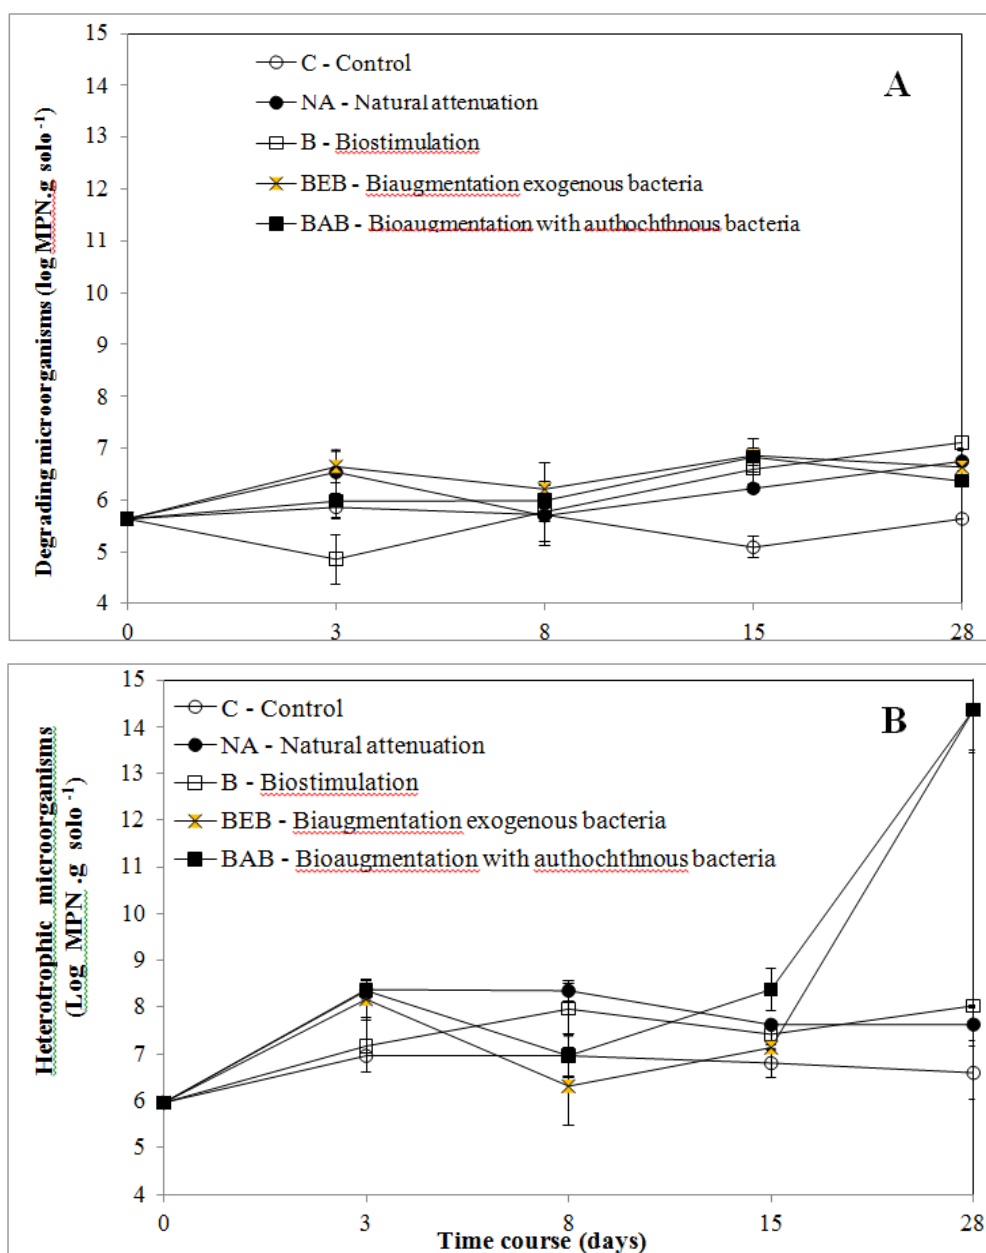 15
14
13
12
11
10
9
8
7
6
5
4
Degrading microorganisms (log MPN.g solo -1)
C - Control
NA - Natural attenuation
B - Biostimulation
BEB - Biaugmentation exogenous bacteria
BAB - Bioaugmentation with authochthnous bacteria
A
0 3 8 15 28
15
14
13
12
11
10
9
8
7
6
5
4
Heterotrophic microorganisms
(Log MPN .g solo -1)
C - Control
NA - Natural attenuation
B - Biostimulation
BEB - Biaugmentation exogenous bacteria
BAB - Bioaugmentation with authochthnous bacteria
B
0 3 8 15 28
Time course (days)